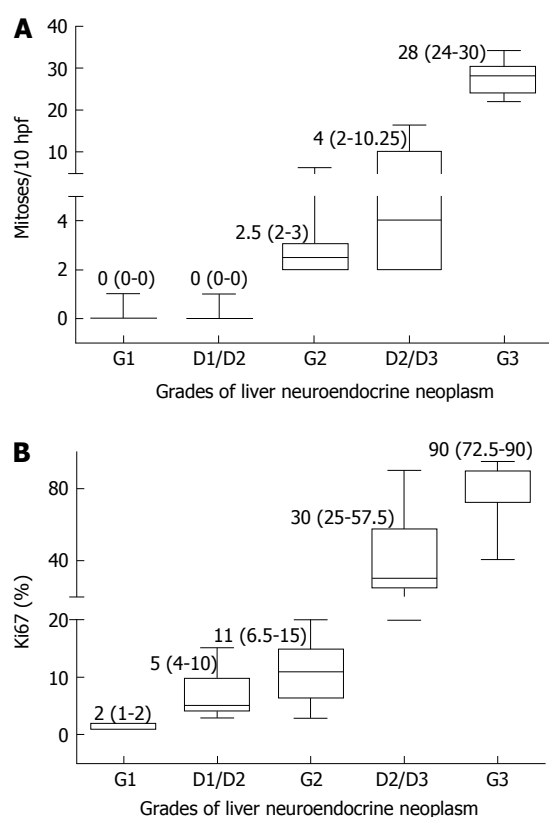 A
Mitoses/10 hpf
40
30
20
10
4
2
0
0 (0-0)
0 (0-0)
2.5 (2-3)
4 (2-10.25)
28 (24-30)
G1 D1/D2 G2 D2/D3 G3
Grades of liver neuroendocrine neoplasm
B
Ki67 (%)
80
40
20
10
0
2 (1-2)
5 (4-10)
11 (6.5-15)
30 (25-57.5)
90 (72.5-90)
G1 D1/D2 G2 D2/D3 G3
Grades of liver neuroendocrine neoplasm